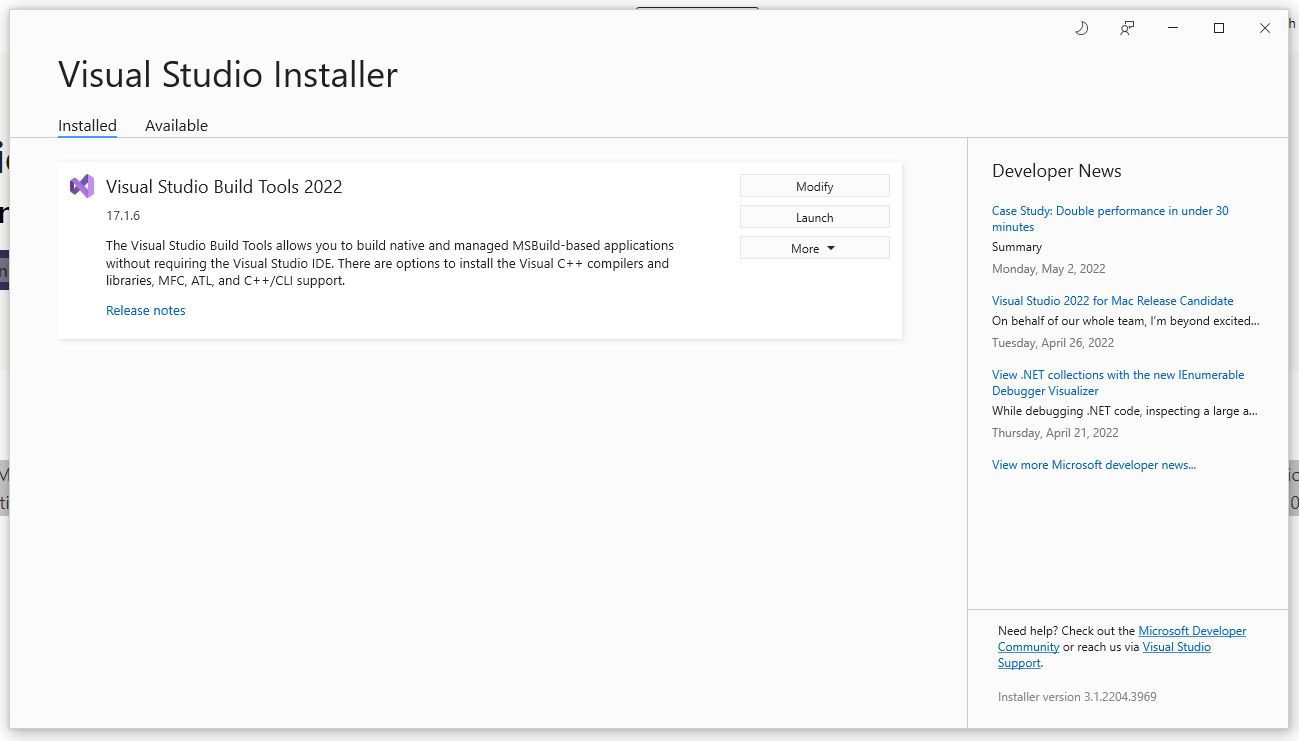 Visual Studio Installer
Installed
Available
Visual Studio Build Tools 2022
17.1.6
The Visual Studio Build Tools allows you to build native and managed MSBuild-based applications
without requiring the Visual Studio IDE. There are options to install the Visual C++ compilers and
libraries, MFC, ATL, and C++/CLI support.
Release notes
Modify
Launch
More
Developer News
Case Study: Double performance in under 30
minutes
Summary
Monday, May 2, 2022
Visual Studio 2022 for Mac Release Candidate
On behalf of our whole team, I’m beyond excited...
Tuesday, April 26, 2022
View .NET collections with the new IEnumerable
Debugger Visualizer
While debugging .NET code, inspecting a large a...
Thursday, April 21, 2022
View more Microsoft developer news...
Need help? Check out the Microsoft Developer
Community or reach us via Visual Studio
Support.
Installer version 3.1.2204.3969